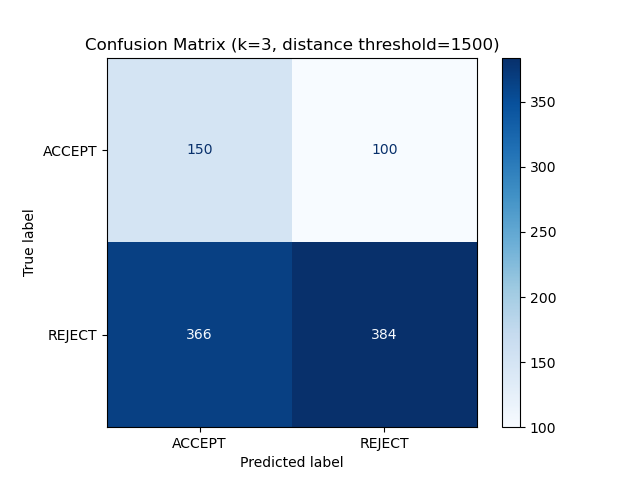 Confusion Matrix (k=3, distance threshold=1500)
True label
ACCEPT
150
100
REJECT
366
384
ACCEPT
REJECT
Predicted label
350
300
250
200
150
100